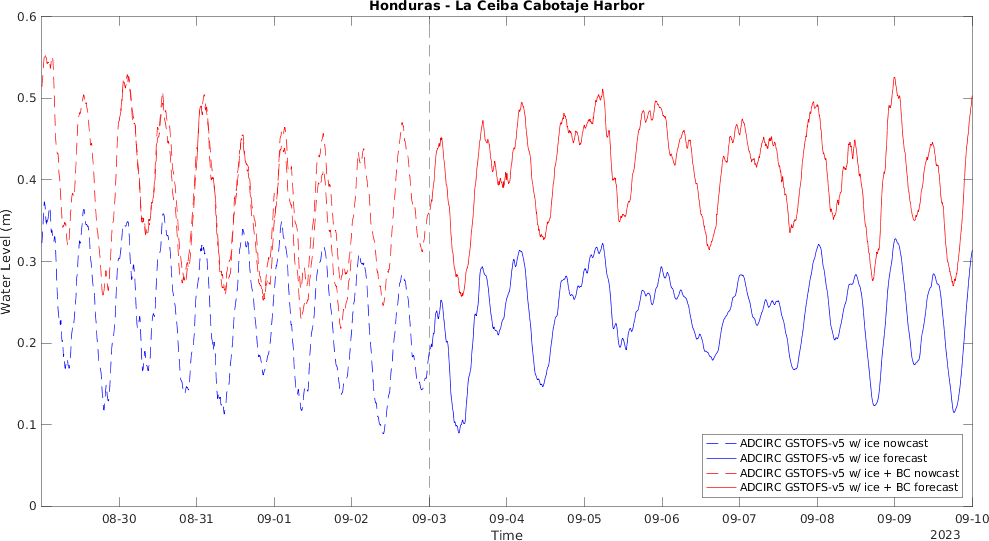 Honduras - La Ceiba Cabotaje Harbor
Water Level (m)
0.6
0.5
0.4
0.3
0.2
0.1
0
08-30 08-31 09-01 09-02 09-03 09-04 09-05 09-06 09-07 09-08 09-09 09-10
Time
2023
ADCIRC GSTOFS-v5 w/ ice nowcast
ADCIRC GSTOFS-v5 w/ ice forecast
ADCIRC GSTOFS-v5 w/ ice + BC nowcast
ADCIRC GSTOFS-v5 w/ ice + BC forecast